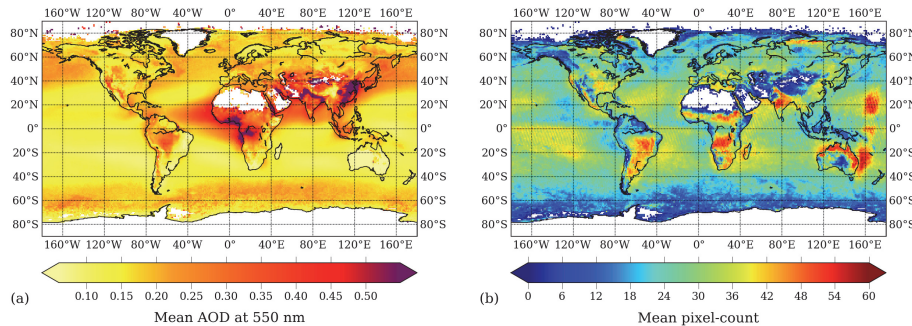 160°W 120°W 80°W 40°W 0° 40°E 80°E 120°E 160°E
80°N 80°N
60°N 60°N
40°N 40°N
20°N 20°N
0° 0°
20°S 20°S
40°S 40°S
60°S 60°S
80°S 80°S
160°W 120°W 80°W 40°W 0° 40°E 80°E 120°E 160°E
0.10 0.15 0.20 0.25 0.30 0.35 0.40 0.45 0.50
(a)
Mean AOD at 550 nm
160°W 120°W 80°W 40°W 0° 40°E 80°E 120°E 160°E
80°N 80°N
60°N 60°N
40°N 40°N
20°N 20°N
0° 0°
20°S 20°S
40°S 40°S
60°S 60°S
80°S 80°S
160°W 120°W 80°W 40°W 0° 40°E 80°E 120°E 160°E
0 6 12 18 24 30 36 42 48 54 60
(b)
Mean pixel-count